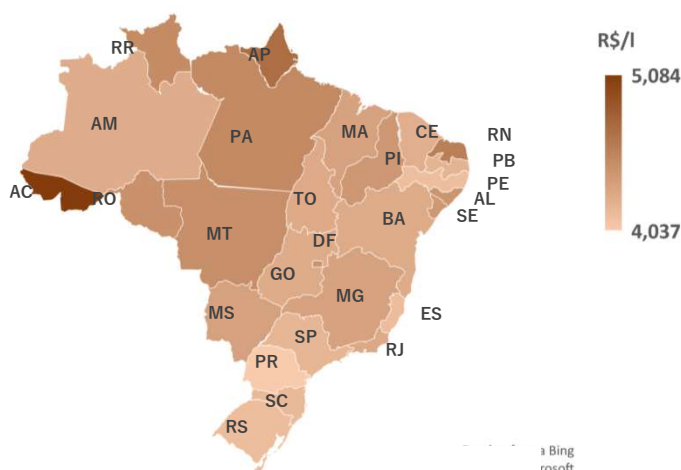 R$/l
5,084
4,037
RR
AP
AM
PA
MA
CE
RN
PI
PB
PE
AL
SE
AC
RO
TO
BA
MT
DF
GO
MG
ES
MS
SP
RJ
PR
SC
RS
a Bing